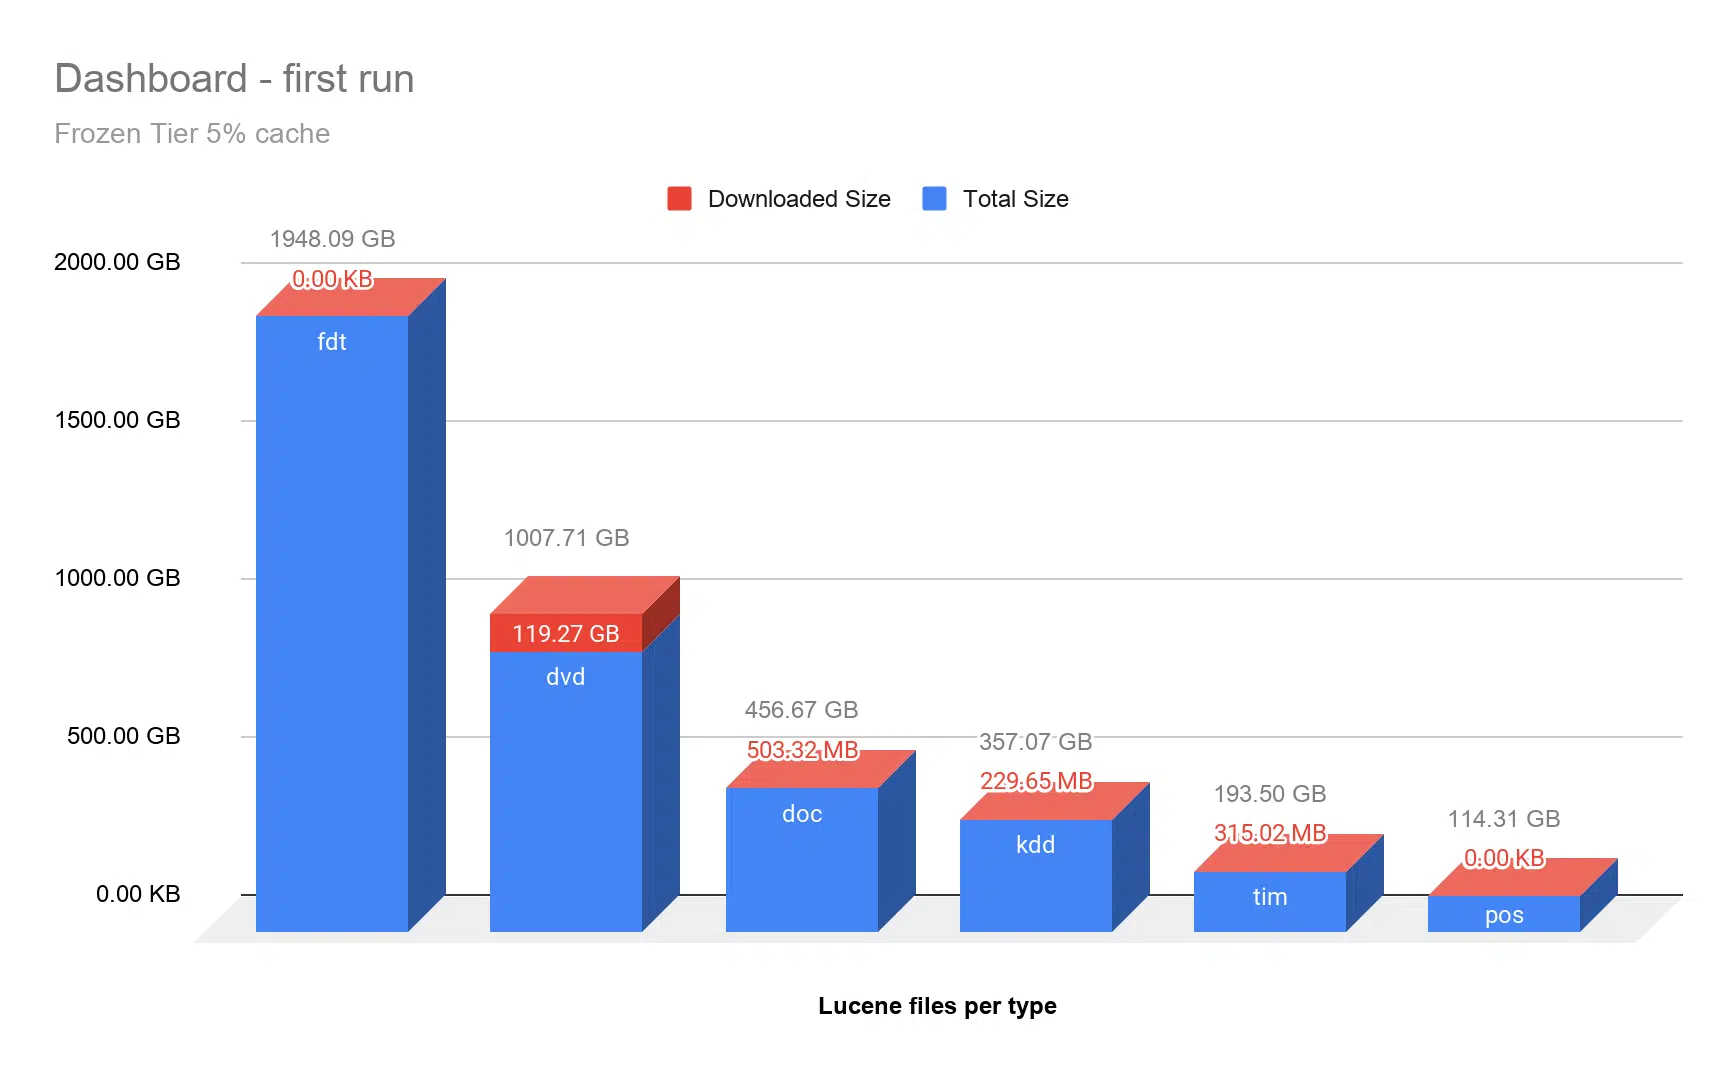 Dashboard - first run
Frozen Tier 5% cache
Downloaded Size
Total Size
2000.00 GB
1500.00 GB
1000.00 GB
500.00 GB
0.00 KB
1948.09 GB
0.00 KB
fdt
1007.71 GB
119.27 GB
dvd
456.67 GB
503.32 MB
doc
357.07 GB
229.65 MB
kdd
193.50 GB
315.02 MB
tim
114.31 GB
0.00 KB
pos
Lucene files per type